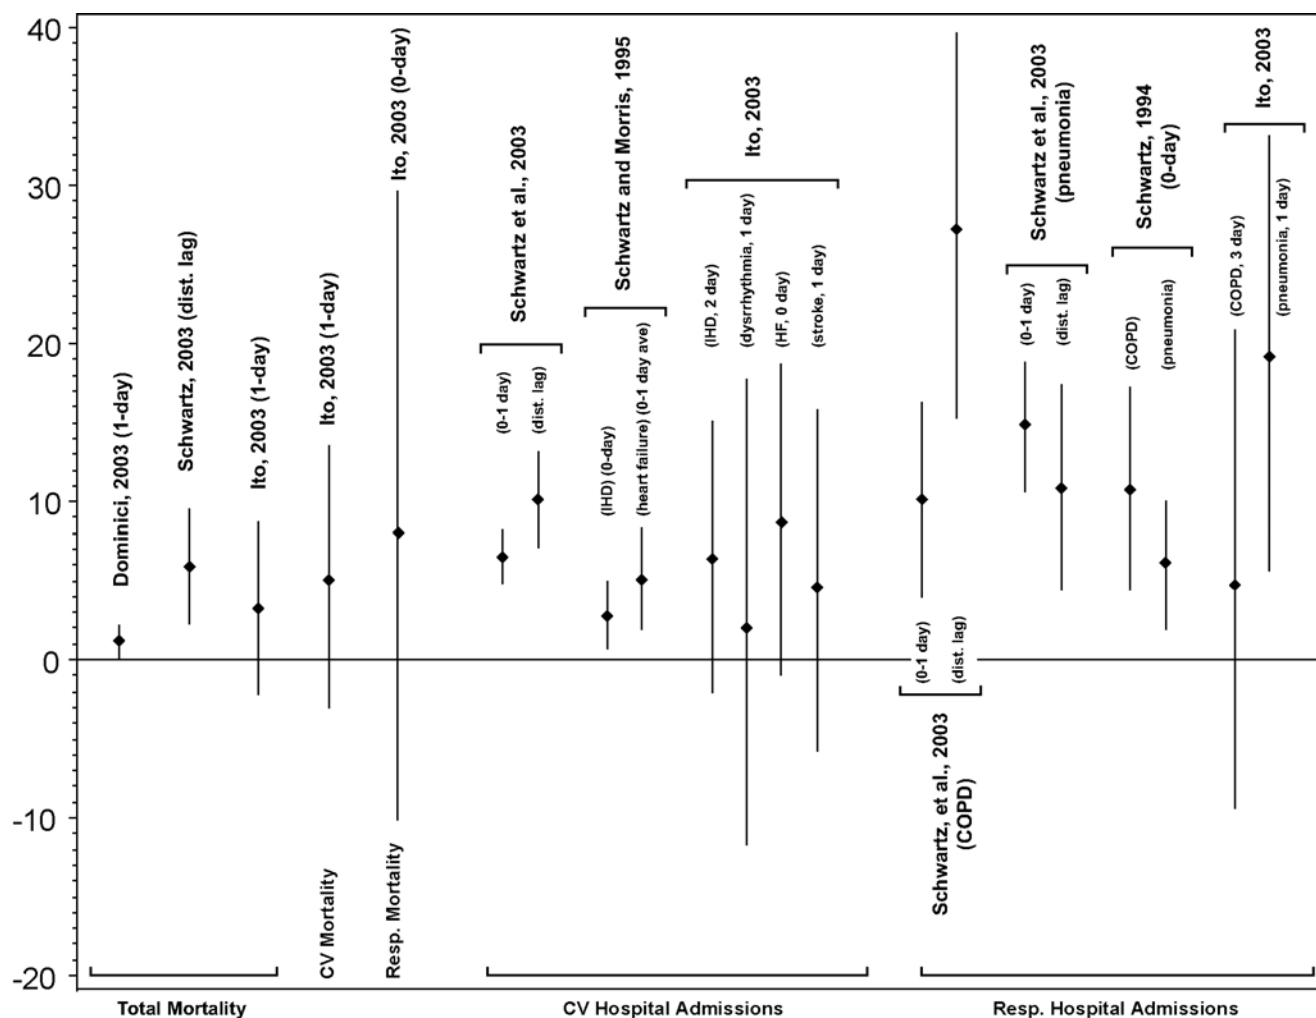 40
30
20
10
0
-10
-20
Dominici, 2003 (1-day)
Schwartz, 2003 (dist. lag)
Ito, 2003 (1-day)
Ito, 2003 (1-day)
Ito, 2003 (0-day)
CV Mortality
Resp. Mortality
Schwartz et al., 2003
(0-1 day)
(dist. lag)
Schwartz and Morris, 1995
(IHD) (0-day)
(heart failure) (0-1 day ave)
Ito, 2003
(IHD, 2 day)
(dysrrhythmia, 1 day)
(HF, 0 day)
(stroke, 1 day)
(0-1 day)
(dist. lag)
Schwartz, et al., 2003
(COPD)
Schwartz et al., 2003
(pneumonia)
(0-1 day)
(dist. lag)
Schwartz, 1994
(0-day)
(COPD)
(pneumonia)
Ito, 2003
(COPD, 3 day)
(pneumonia, 1 day)
Total Mortality
CV Hospital Admissions
Resp. Hospital Admissions